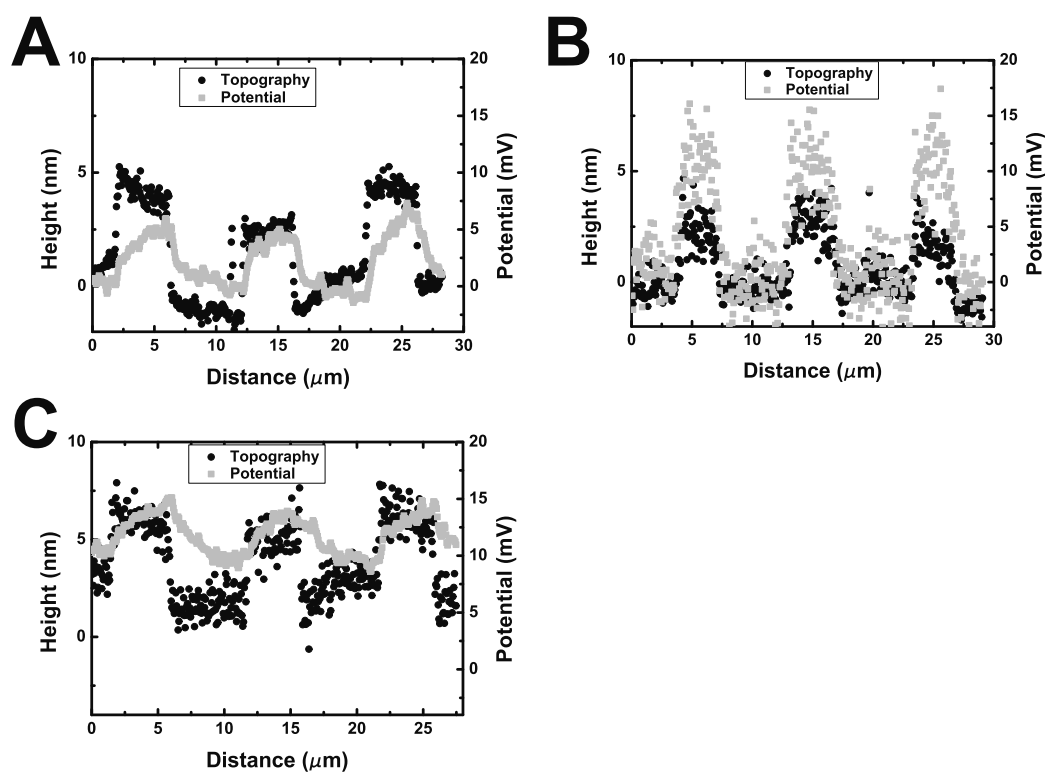 A
10
5
0
Height (nm)
20
15
10
5
0
Potential (mV)
Topography
Potential
0 5 10 15 20 25 30
Distance (μm)
B
10
5
0
Height (nm)
20
15
10
5
0
Potential (mV)
Topography
Potential
0 5 10 15 20 25 30
Distance (μm)
C
10
5
0
Height (nm)
20
15
10
5
0
Potential (mV)
Topography
Potential
0 5 10 15 20 25
Distance (μm)